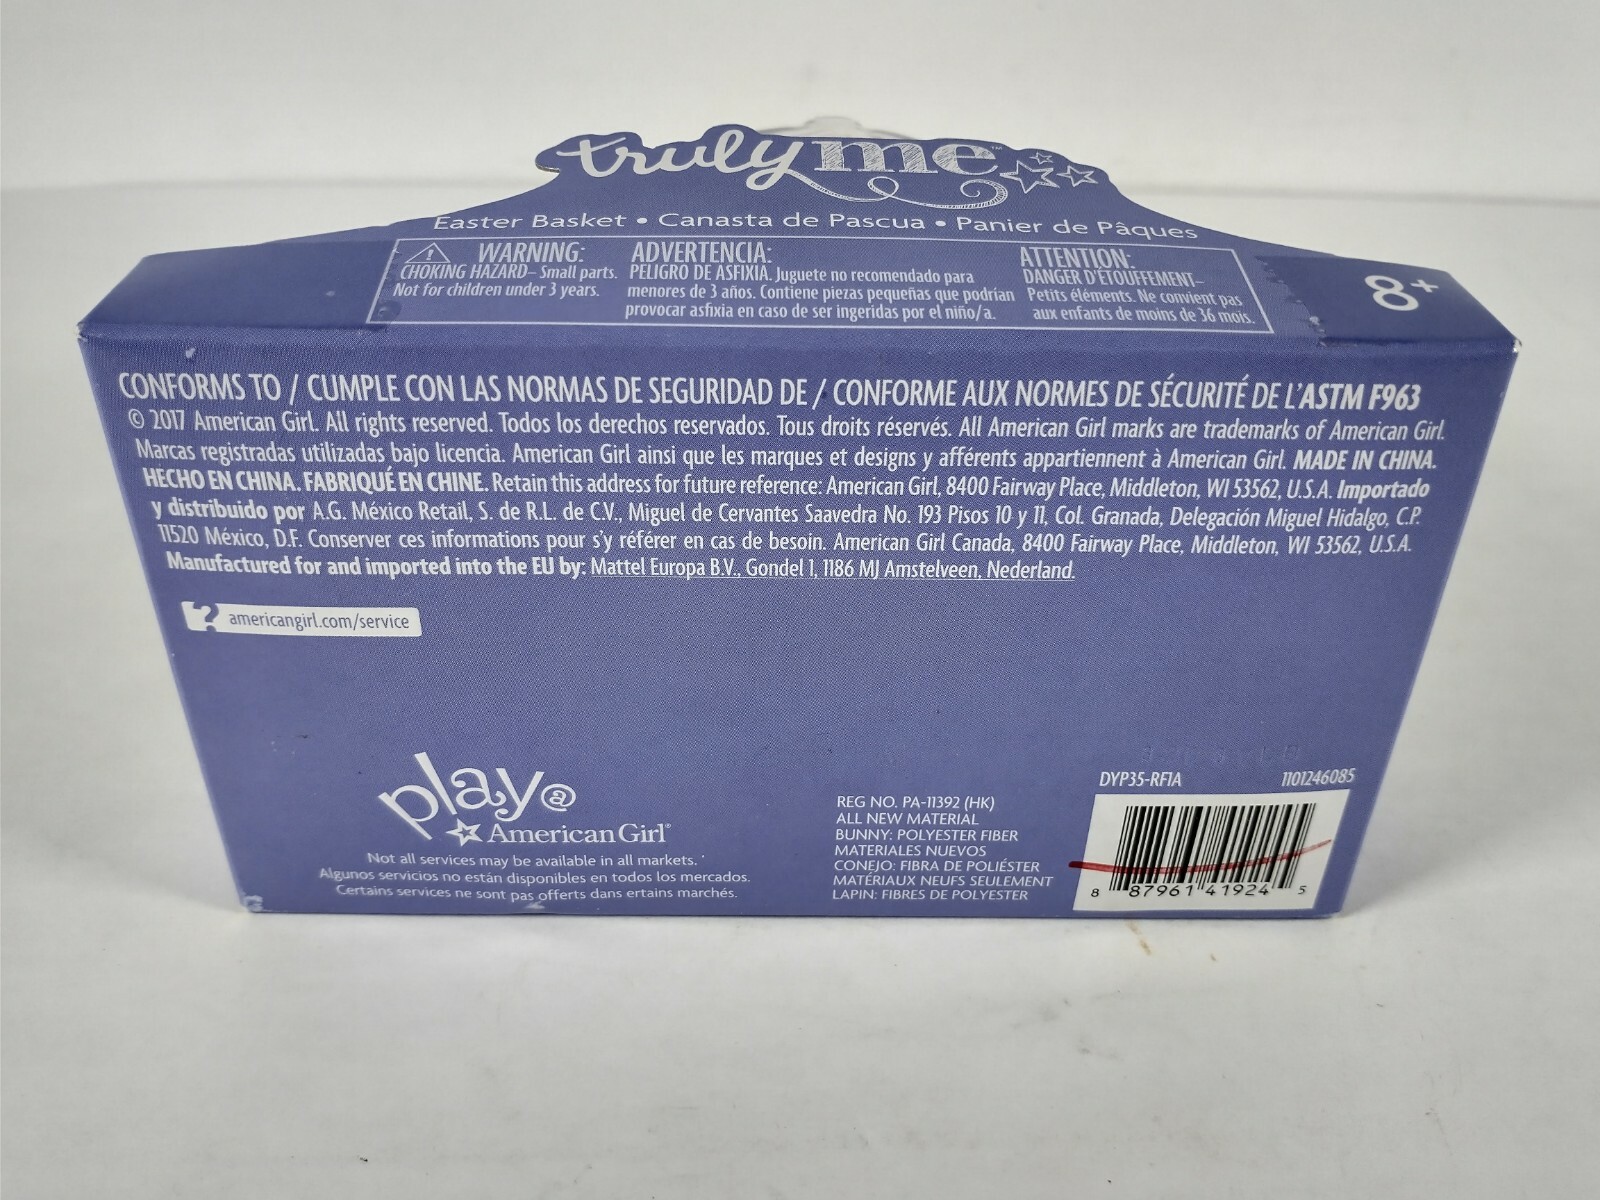 truly me™
Easter Basket • Canasta de Pascua • Panier de Pâques
WARNING:
CHOKING HAZARD– Small parts.
Not for children under 3 years.
ADVERTENCIA:
PELIGRO DE ASFIXIA. Juguete no recomendado para
menores de 3 años. Contiene piezas pequeñas que podrían
provocar asfixia en caso de ser ingeridas por el niño/a.
ATTENTION:
DANGER D'ÉTOUFFEMENT–
Petits éléments. Ne convient pas
aux enfants de moins de 36 mois.
8+
CONFORMS TO / CUMPLE CON LAS NORMAS DE SEGURIDAD DE / CONFORME AUX NORMES DE SÉCURITÉ DE L'ASTM F963
© 2017 American Girl. All rights reserved. Todos los derechos reservados. Tous droits réservés. All American Girl marks are trademarks of American Girl.
Marcas registradas utilizadas bajo licencia. American Girl ainsi que les marques et designs y afférents appartiennent à American Girl. MADE IN CHINA.
HECHO EN CHINA. FABRIQUÉ EN CHINE. Retain this address for future reference: American Girl, 8400 Fairway Place, Middleton, WI 53562, U.S.A. Importado
y distribuido por A.G. México Retail, S. de R.L. de C.V., Miguel de Cervantes Saavedra No. 193 Pisos 10 y 11, Col. Granada, Delegación Miguel Hidalgo, C.P.
11520 México, D.F. Conserver ces informations pour s'y référer en cas de besoin. American Girl Canada, 8400 Fairway Place, Middleton, WI 53562, U.S.A.
Manufactured for and imported into the EU by: Mattel Europa B.V., Gondel 1, 1186 MJ Amstelveen, Nederland.
? americangirl.com/service
play@
American Girl®
Not all services may be available in all markets.
Algunos servicios no están disponibles en todos los mercados.
Certains services ne sont pas offerts dans ertains marchés.
REG NO. PA-11392 (HK)
ALL NEW MATERIAL
BUNNY: POLYESTER FIBER
MATERIALES NUEVOS
CONEJO: FIBRA DE POLIÉSTER
MATÉRIAUX NEUFS SEULEMENT
LAPIN: FIBRES DE POLYESTER
DYP35-RF1A 1101246085
8 87961 41924 5